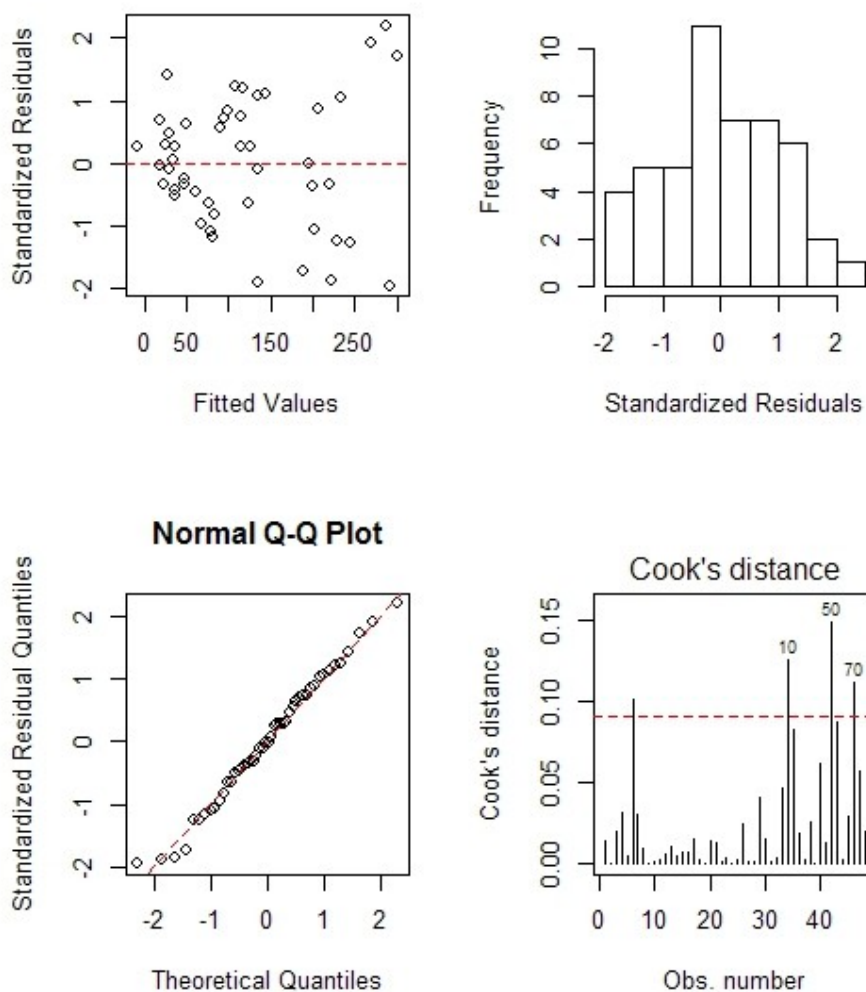 Standardized Residuals
2
1
0
-1
-2
0 50 150 250
Fitted Values
Frequency
10
8
6
4
2
0
-2 -1 0 1 2
Standardized Residuals
Normal Q-Q Plot
Standardized Residual Quantiles
2
1
0
-1
-2
-2 -1 0 1 2
Theoretical Quantiles
Cook's distance
Cook's distance
0.15
0.10
0.05
0.00
50
10
70
0 10 20 30 40
Obs. number